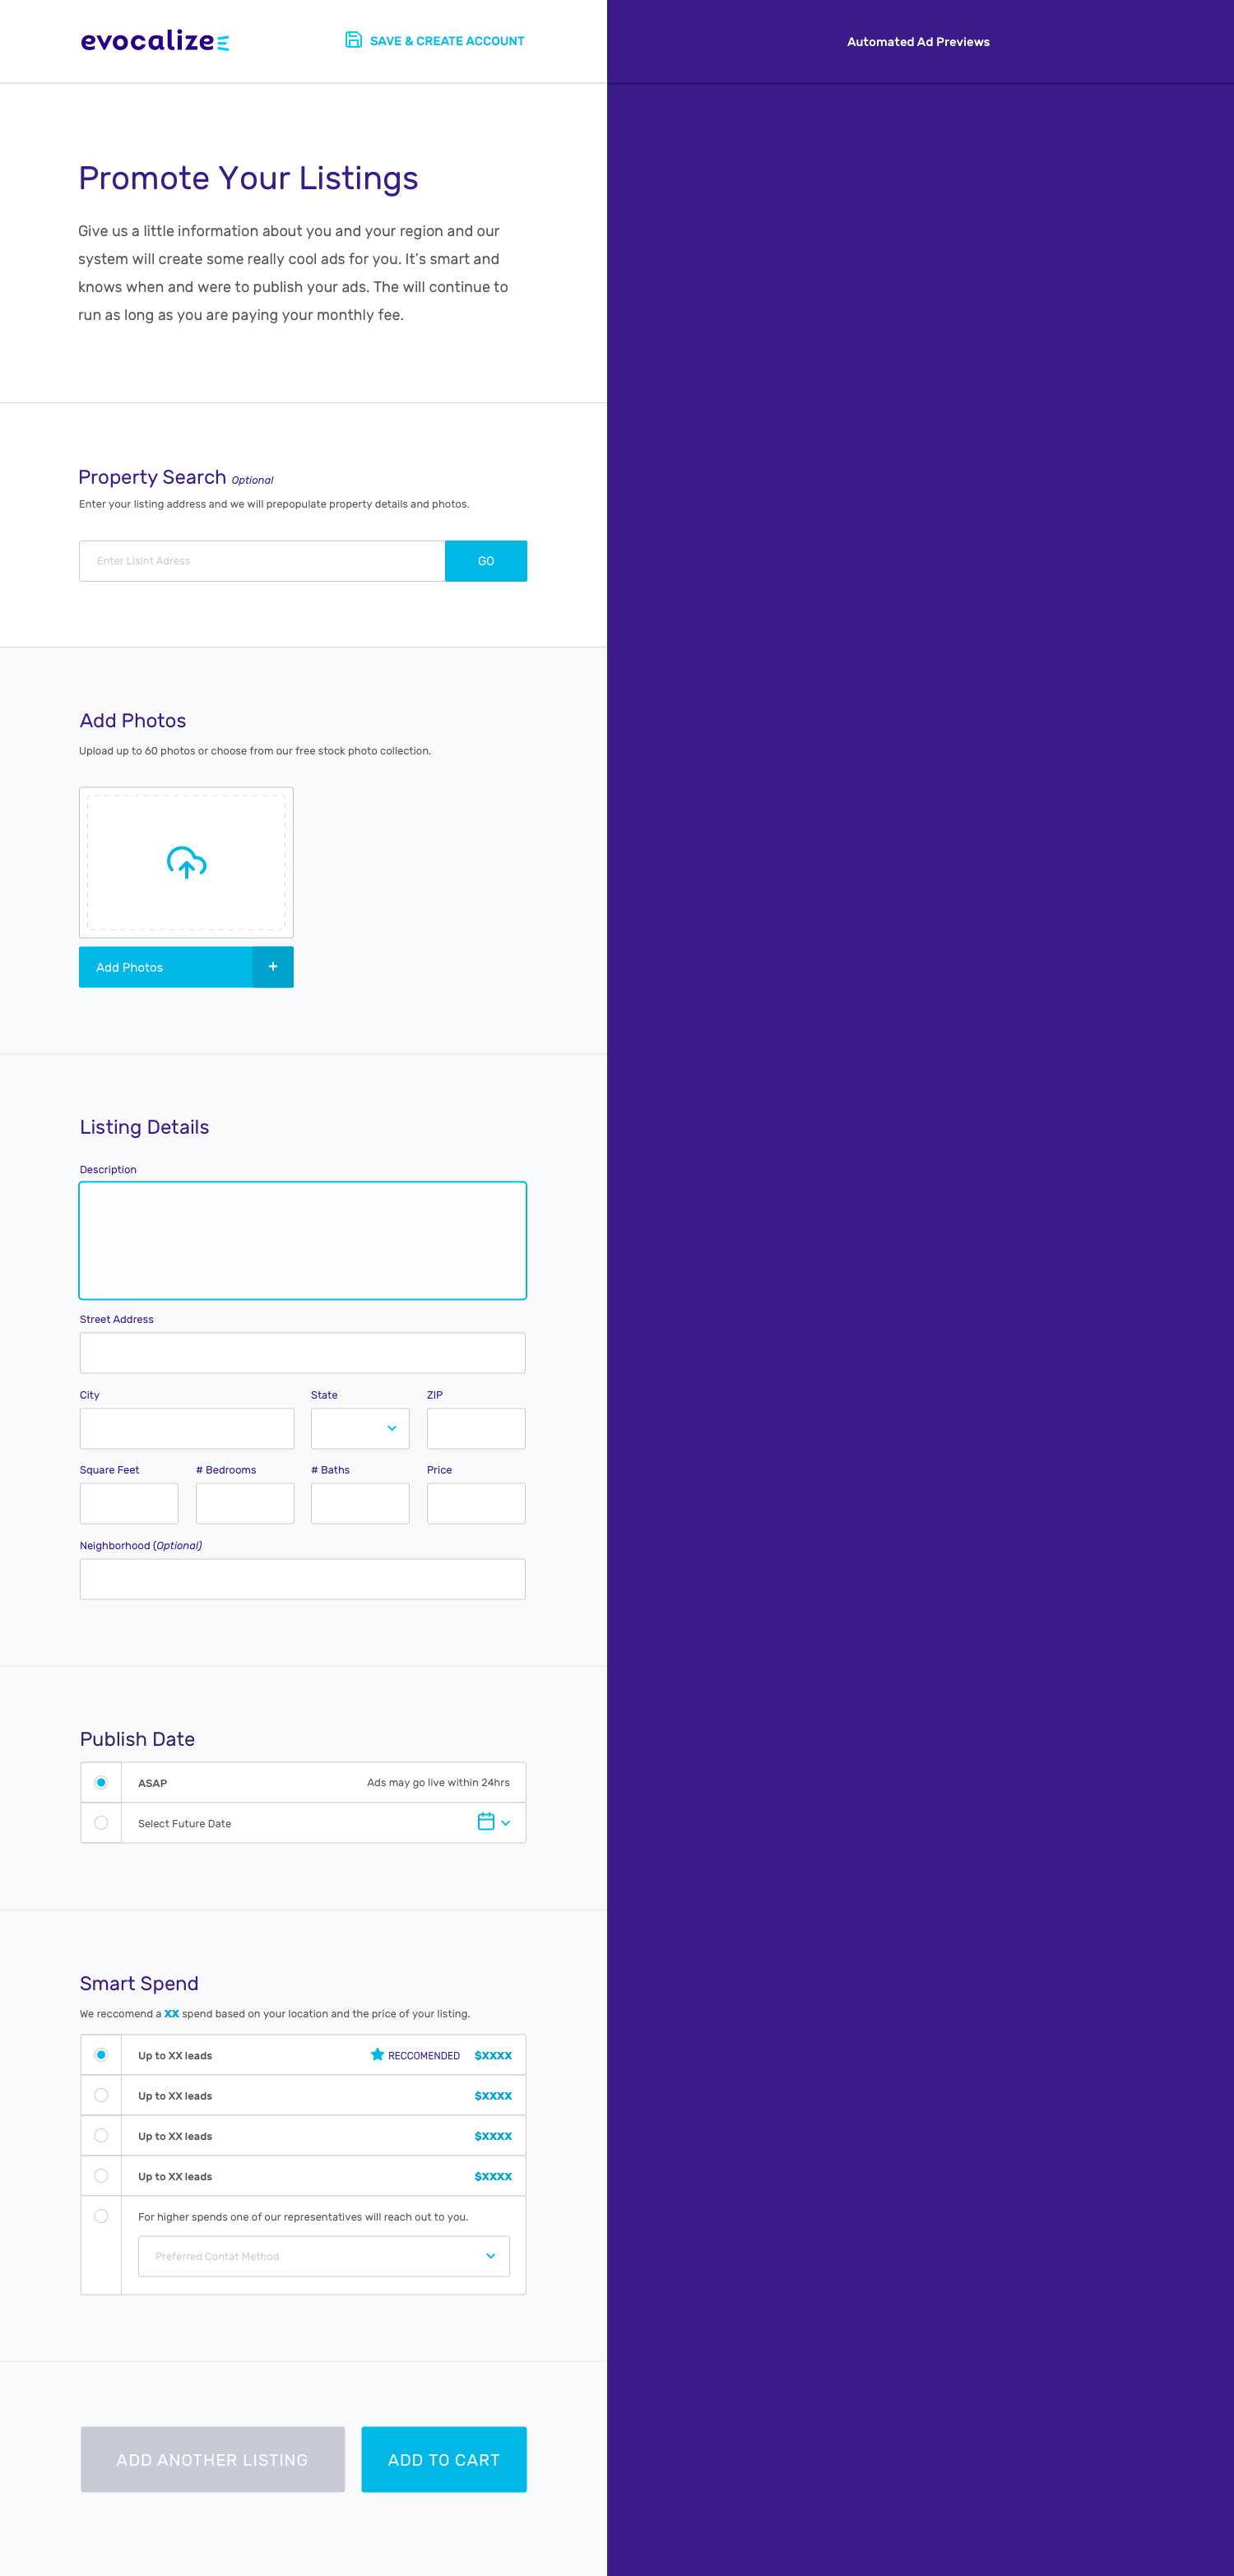 evocalize
SAVE & CREATE ACCOUNT
Automated Ad Previews
Promote Your Listings
Give us a little information about you and your region and our
system will create some really cool ads for you. It's smart and
knows when and were to publish your ads. The will continue to
run as long as you are paying your monthly fee.
Property Search Optional
Enter your listing address and we will prepopulate property details and photos.
Enter Lisint Adress
GO
Add Photos
Upload up to 60 photos or choose from our free stock photo collection.
Add Photos +
Listing Details
Description
Street Address
City State ZIP
Square Feet # Bedrooms # Baths Price
Neighborhood (Optional)
Publish Date
ASAP Ads may go live within 24hrs
Select Future Date
Smart Spend
We reccomend a XX spend based on your location and the price of your listing.
Up to XX leads RECCOMENDED $XXXX
Up to XX leads $XXXX
Up to XX leads $XXXX
Up to XX leads $XXXX
For higher spends one of our representatives will reach out to you.
Preferred Contat Method
ADD ANOTHER LISTING ADD TO CART